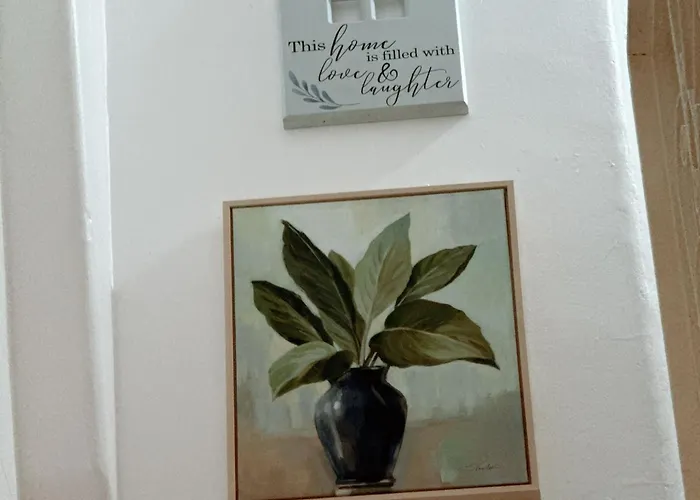 This home
is filled with
love &
laughter